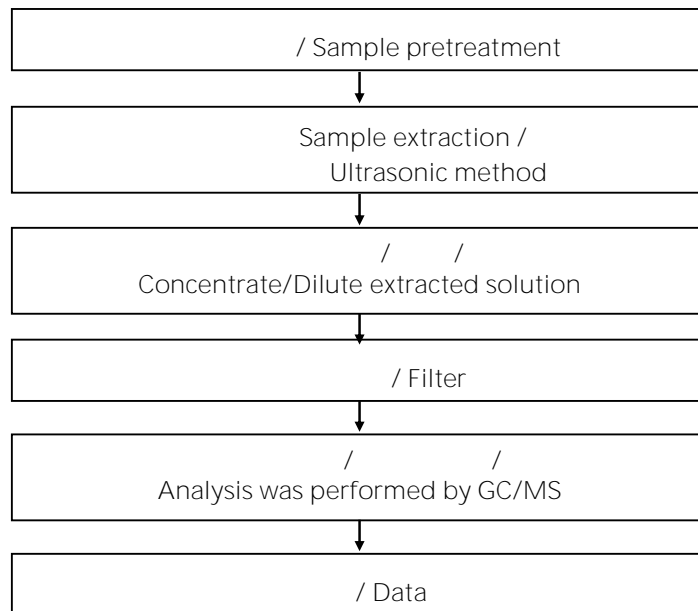 / Sample pretreatment
Sample extraction /
Ultrasonic method
/ /
Concentrate/Dilute extracted solution
/ Filter
/ /
Analysis was performed by GC/MS
/ Data